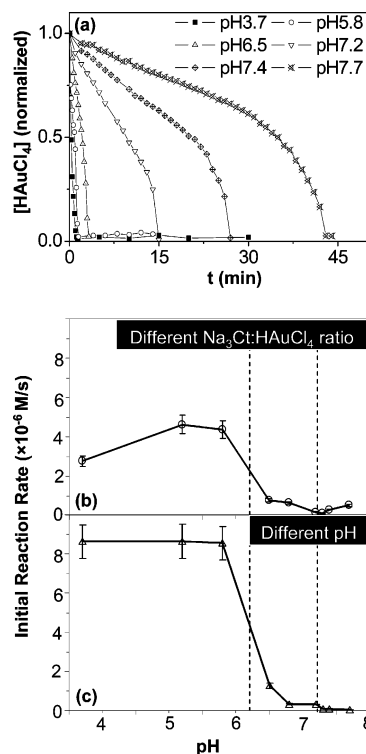 (a)
pH3.7 pH5.8
pH6.5 pH7.2
pH7.4 pH7.7
[HAuCl₄] (normalized)
1.0
0.5
0.0
0 15 30 45
t (min)
Different Na₃Ct:HAuCl₄ ratio
8
6
4
2
0
(b)
Initial Reaction Rate (×10⁻⁶ M/s)
Different pH
8
6
4
2
0
(c)
4 5 6 7 8
pH